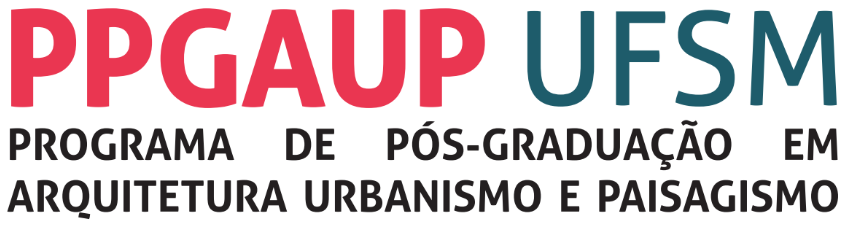 PPGAUP UFSM
PROGRAMA DE PÓS-GRADUAÇÃO EM
ARQUITETURA URBANISMO E PAISAGISMO